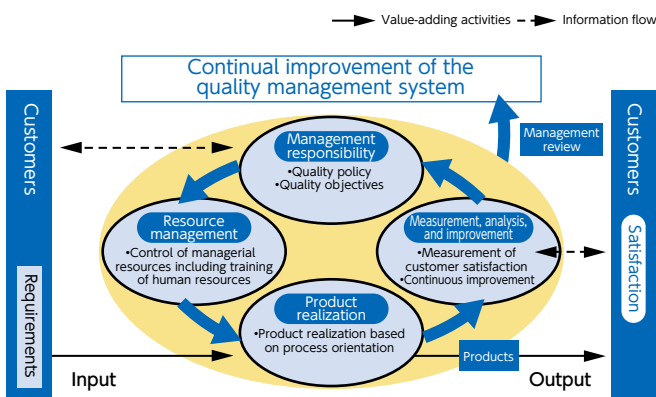 Value-adding activities
Information flow
Continual improvement of the
quality management system
Customers
Requirements
Management
responsibility
•Quality policy
•Quality objectives
Management
review
Customers
Satisfaction
Resource
management
•Control of managerial
resources including training
of human resources
Measurement, analysis,
and improvement
•Measurement of
customer satisfaction
•Continuous improvement
Product
realization
•Product realization based
on process orientation
Products
Input
Output